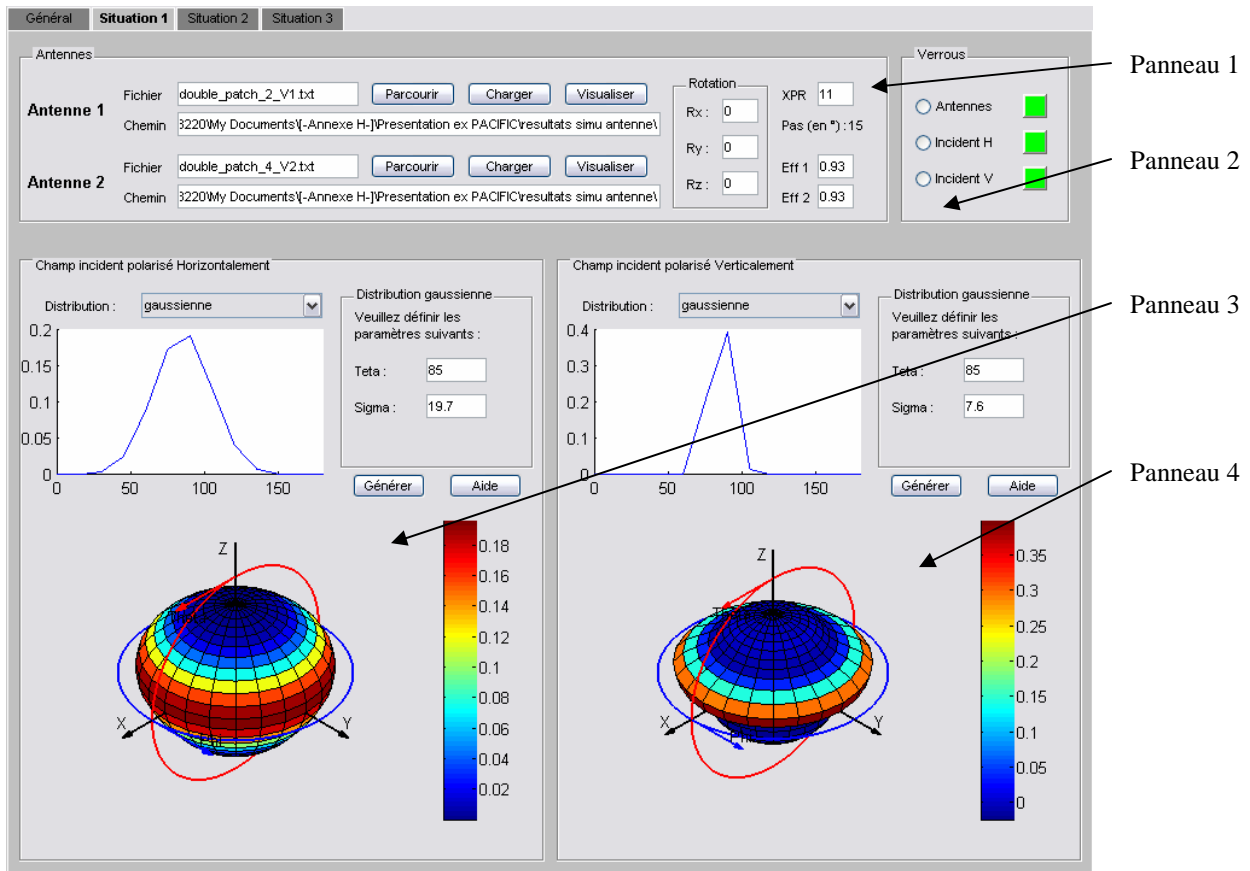 Général Situation 1 Situation 2 Situation 3
Antennes
Antenne 1
Fichier double_patch_2_V1.txt Parcourir Charger Visualiser
Chemin 3220\My Documents\[-Annexe H-]\Presentation ex PACIFIC\resultats simu antenne\
Antenne 2
Fichier double_patch_4_V2.txt Parcourir Charger Visualiser
Chemin 3220\My Documents\[-Annexe H-]\Presentation ex PACIFIC\resultats simu antenne\
Rotation
Rx : 0
Ry : 0
Rz : 0
XPR 11
Pas (en °) :15
Eff 1 0.93
Eff 2 0.93
Verrous
Antennes
Incident H
Incident V
Panneau 1
Panneau 2
Panneau 3
Panneau 4
Champ incident polarisé Horizontalement
Distribution : gaussienne
0.2
0.15
0.1
0.05
0
0 50 100 150
Distribution gaussienne
Veuillez définir les
paramètres suivants :
Teta : 85
Sigma : 19.7
Générer Aide
Z
X
Y
0.18
0.16
0.14
0.12
0.1
0.08
0.06
0.04
0.02
Champ incident polarisé Verticalement
Distribution : gaussienne
0.4
0.3
0.2
0.1
0
0 50 100 150
Distribution gaussienne
Veuillez définir les
paramètres suivants :
Teta : 85
Sigma : 7.6
Générer Aide
Z
X
Y
0.35
0.3
0.25
0.2
0.15
0.1
0.05
0